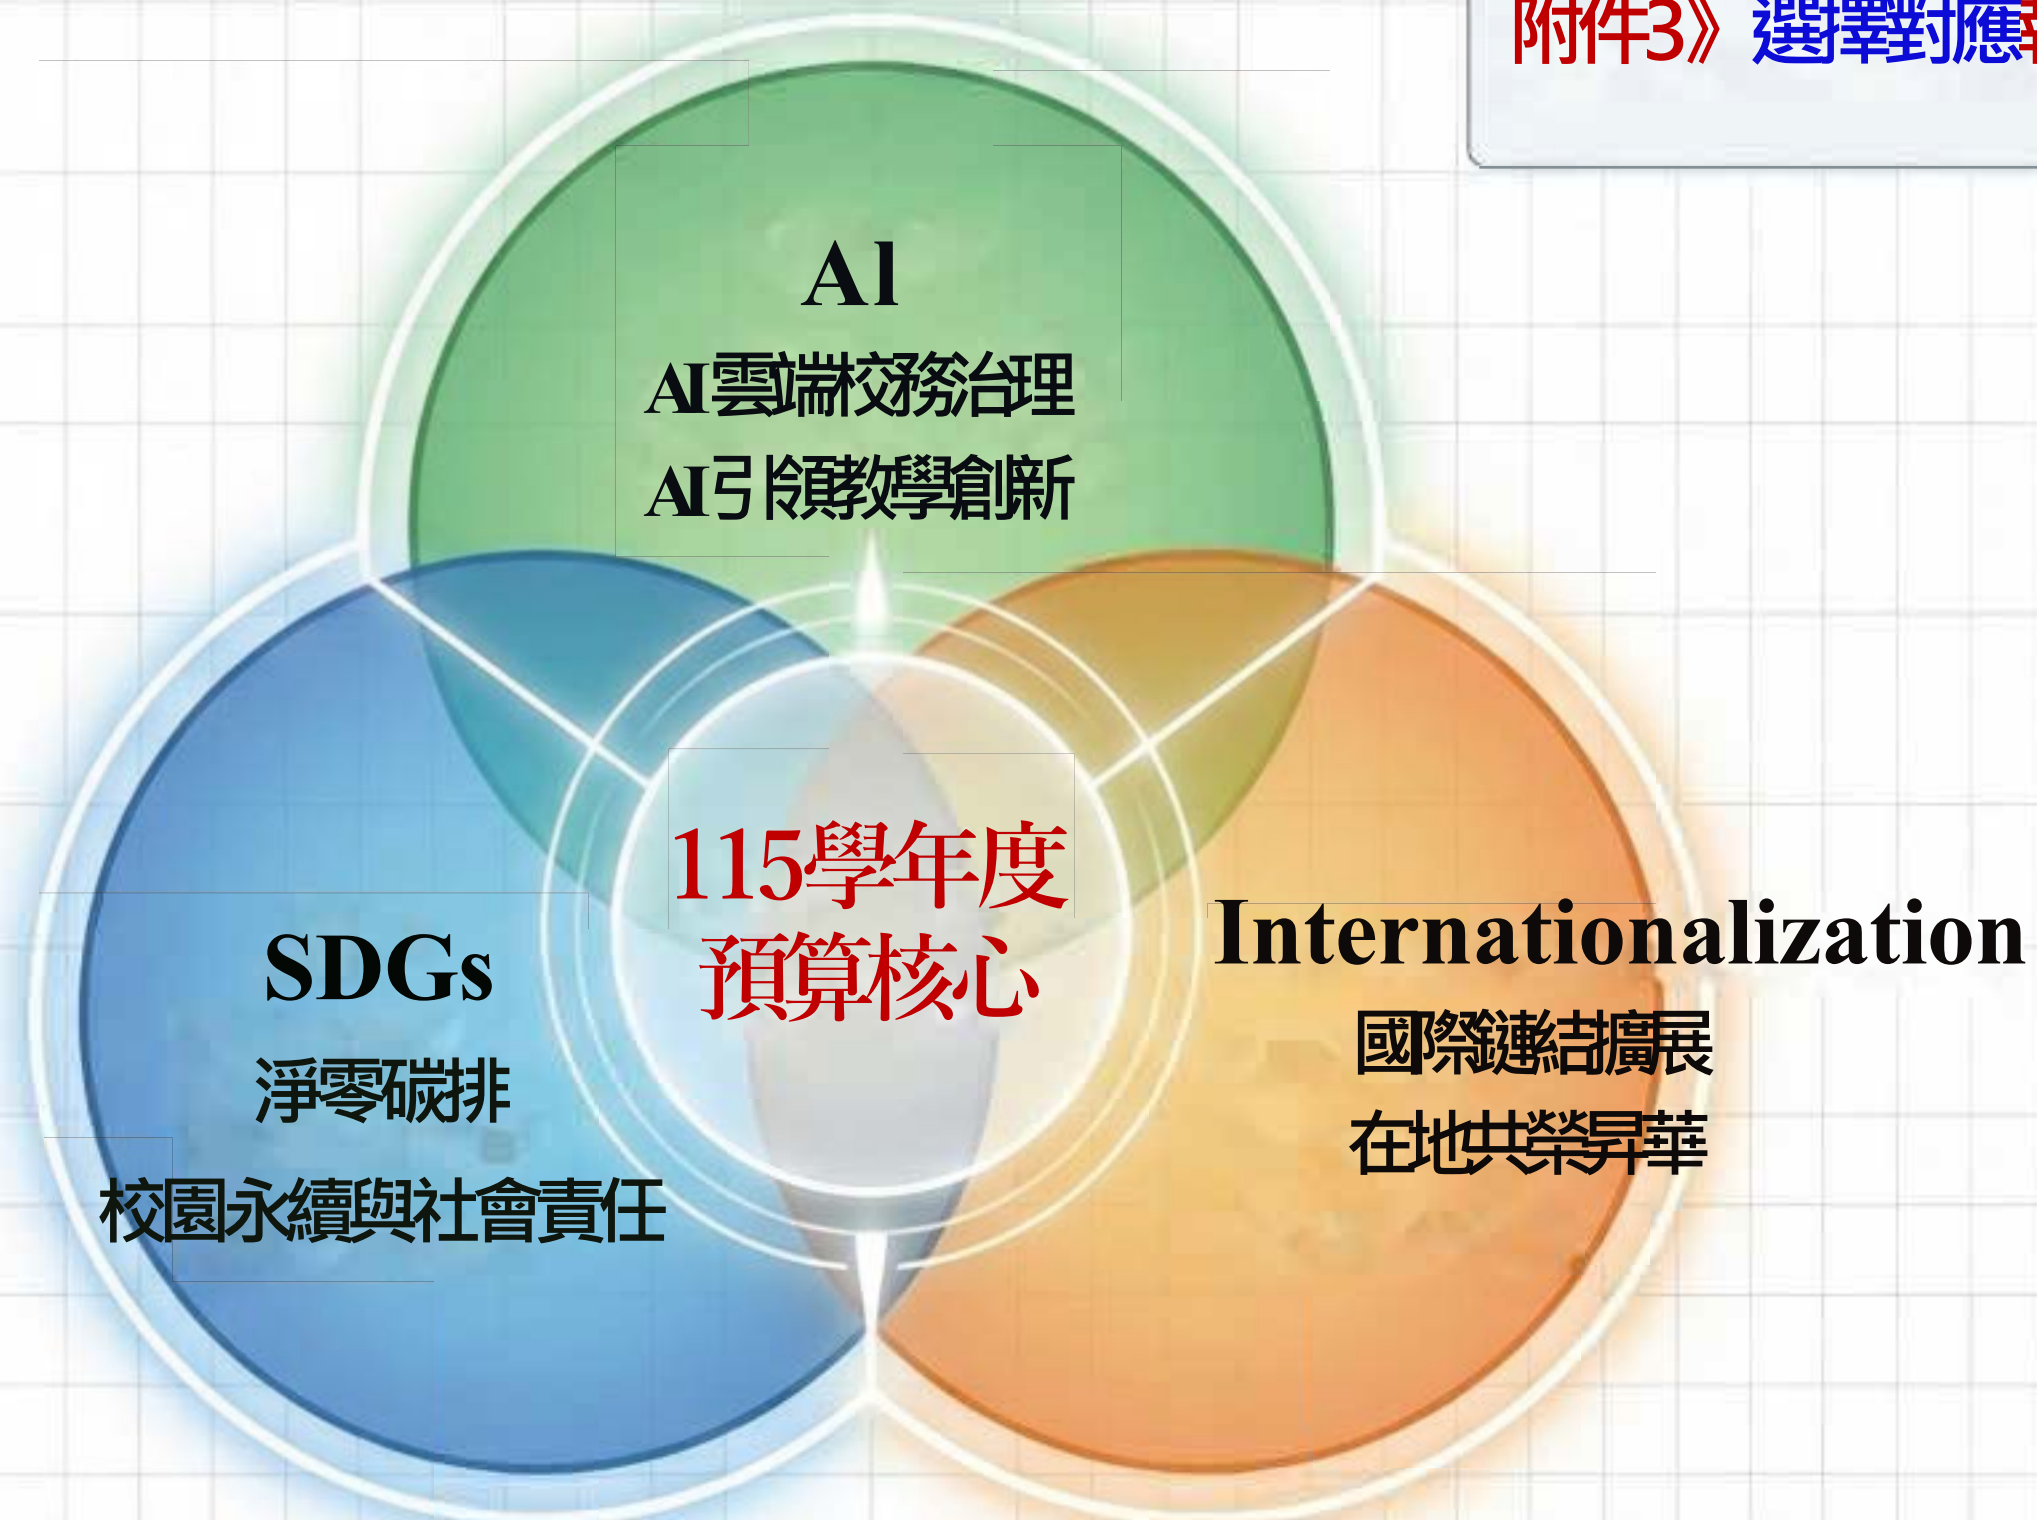 附件3》選擇對應
AI
AI雲端校務治理
AI引領教學創新
115學年度
預算核心
SDGs
淨零碳排
校園永續與社會責任
Internationalization
國際鏈結擴展
在地共榮昇華